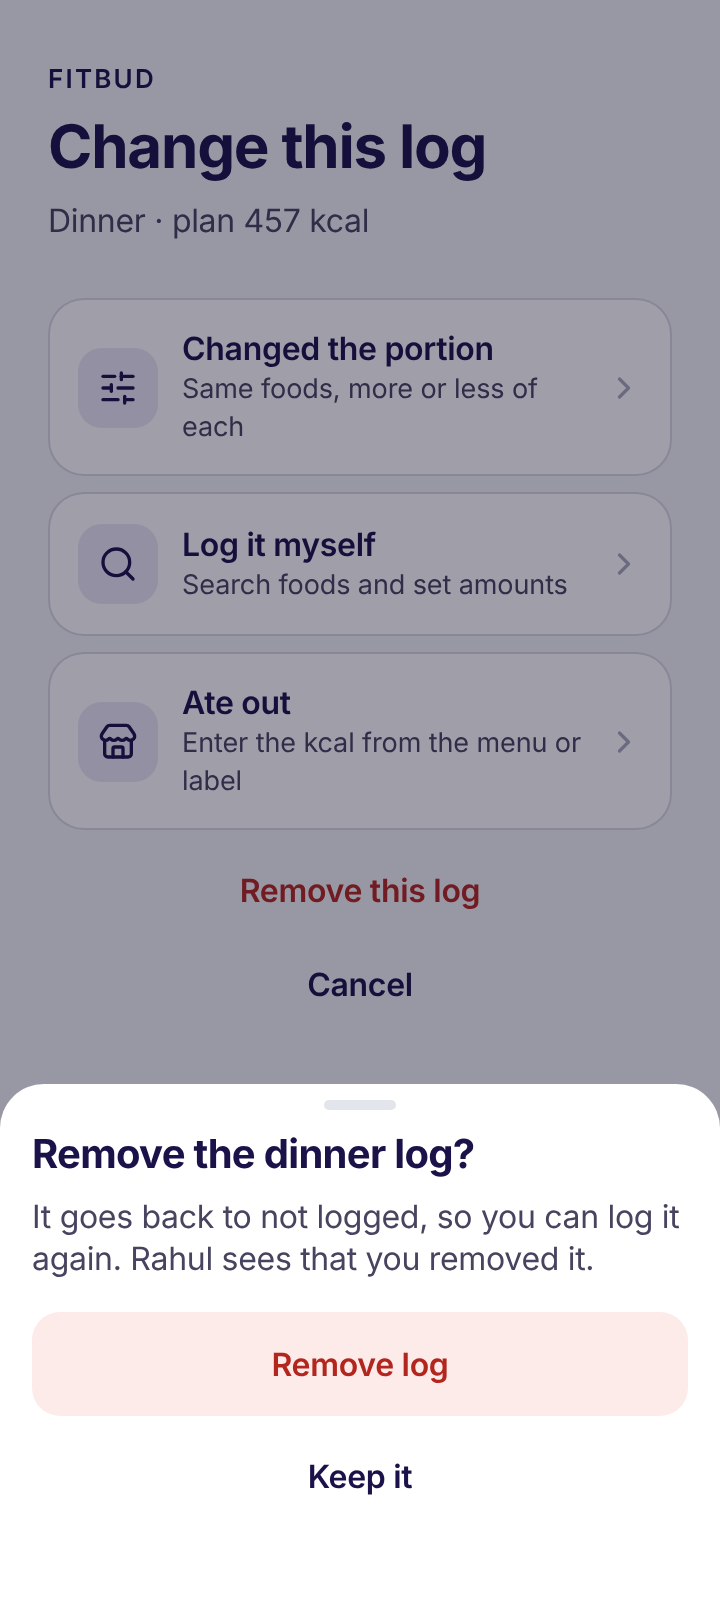 FITBUD
Change this log
Dinner · plan 457 kcal
Changed the portion
Same foods, more or less of
each
Log it myself
Search foods and set amounts
Ate out
Enter the kcal from the menu or
label
Remove this log
Cancel
Remove the dinner log?
It goes back to not logged, so you can log it
again. Rahul sees that you removed it.
Remove log
Keep it